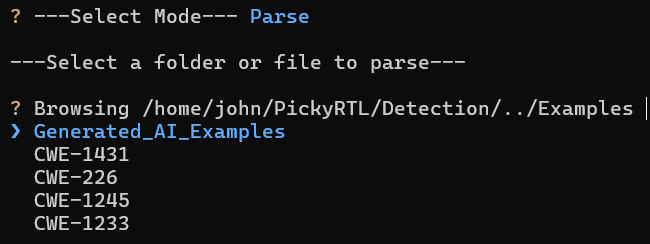 ? ---Select Mode--- Parse
---Select a folder or file to parse---
? Browsing /home/john/PickyRTL/Detection/../Examples
❯ Generated_AI_Examples
CWE-1431
CWE-226
CWE-1245
CWE-1233